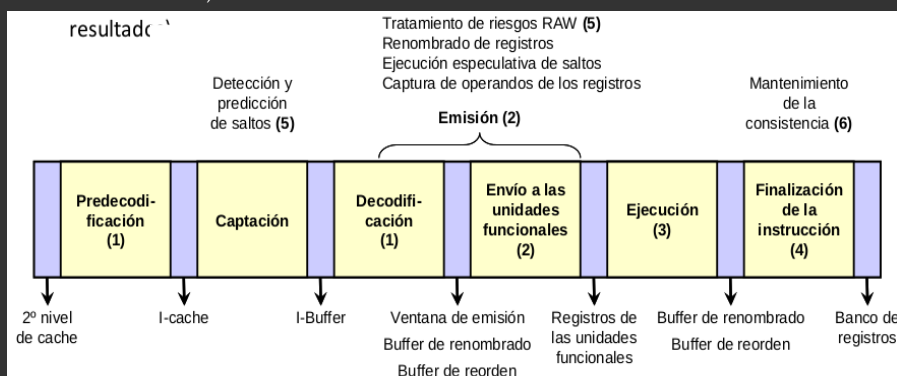 resultado
Tratamiento de riesgos RAW (5)
Renombrado de registros
Ejecución especulativa de saltos
Captura de operandos de los registros
Detección y
predicción
de saltos (5)
Emisión (2)
Mantenimiento
de la
consistencia (6)
Predecodi-
ficación
(1)
Captación
Decodifi-
cación
(1)
Envío a las
unidades
funcionales
(2)
Ejecución
(3)
Finalización
de la
instrucción
(4)
2º nivel
de cache
I-cache
I-Buffer
Ventana de emisión
Buffer de renombrado
Buffer de reorden
Registros de
las unidades
funcionales
Buffer de renombrado
Buffer de reorden
Banco de
registros